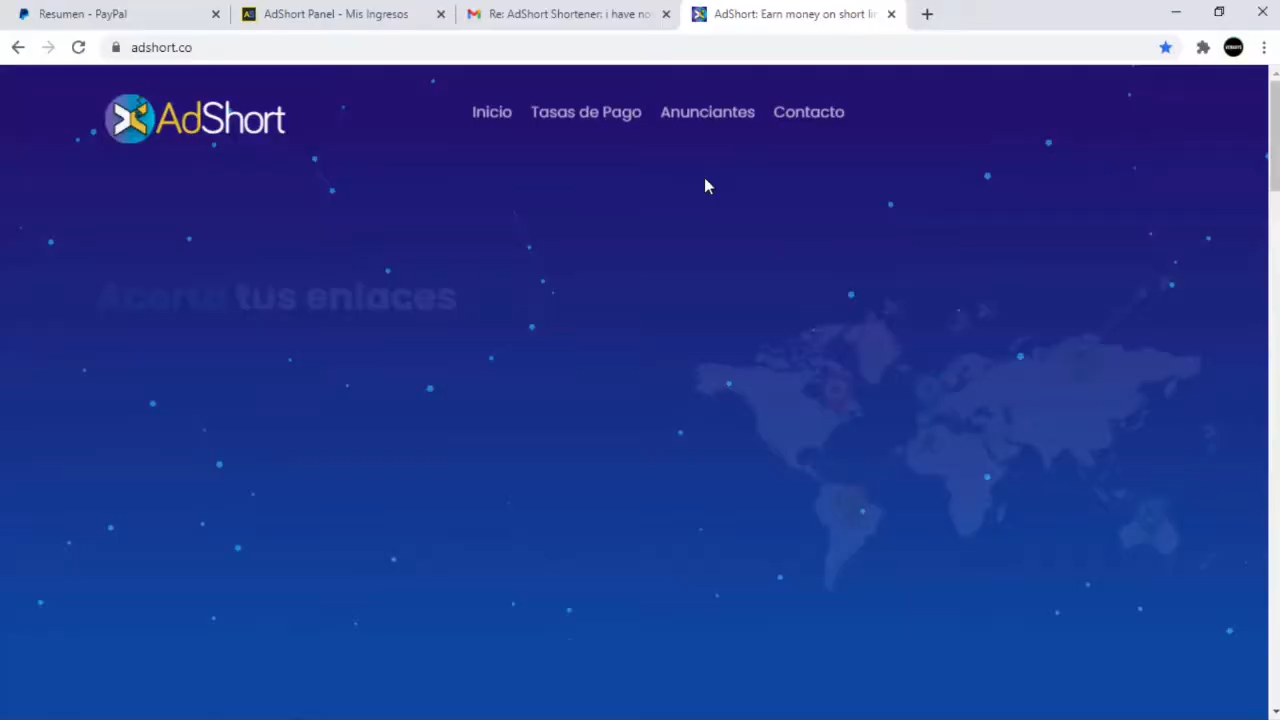 Resumen - PayPal
AdShort Panel - Mis Ingresos
Re: AdShort Shortener: i have no
AdShort: Earn money on short lin
adshort.co
AdShort
Inicio
Tasas de Pago
Anunciantes
Contacto
Acorta tus enlaces